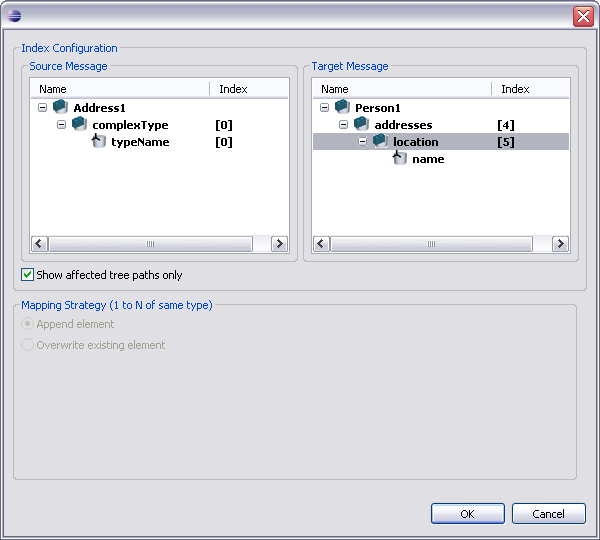 Index Configuration
Source Message
Name Index
Address1
complexType [0]
typeName [0]
Target Message
Name Index
Person1
addresses [4]
location [5]
name
Show affected tree paths only
Mapping Strategy (1 to N of same type)
Append element
Overwrite existing element
OK Cancel